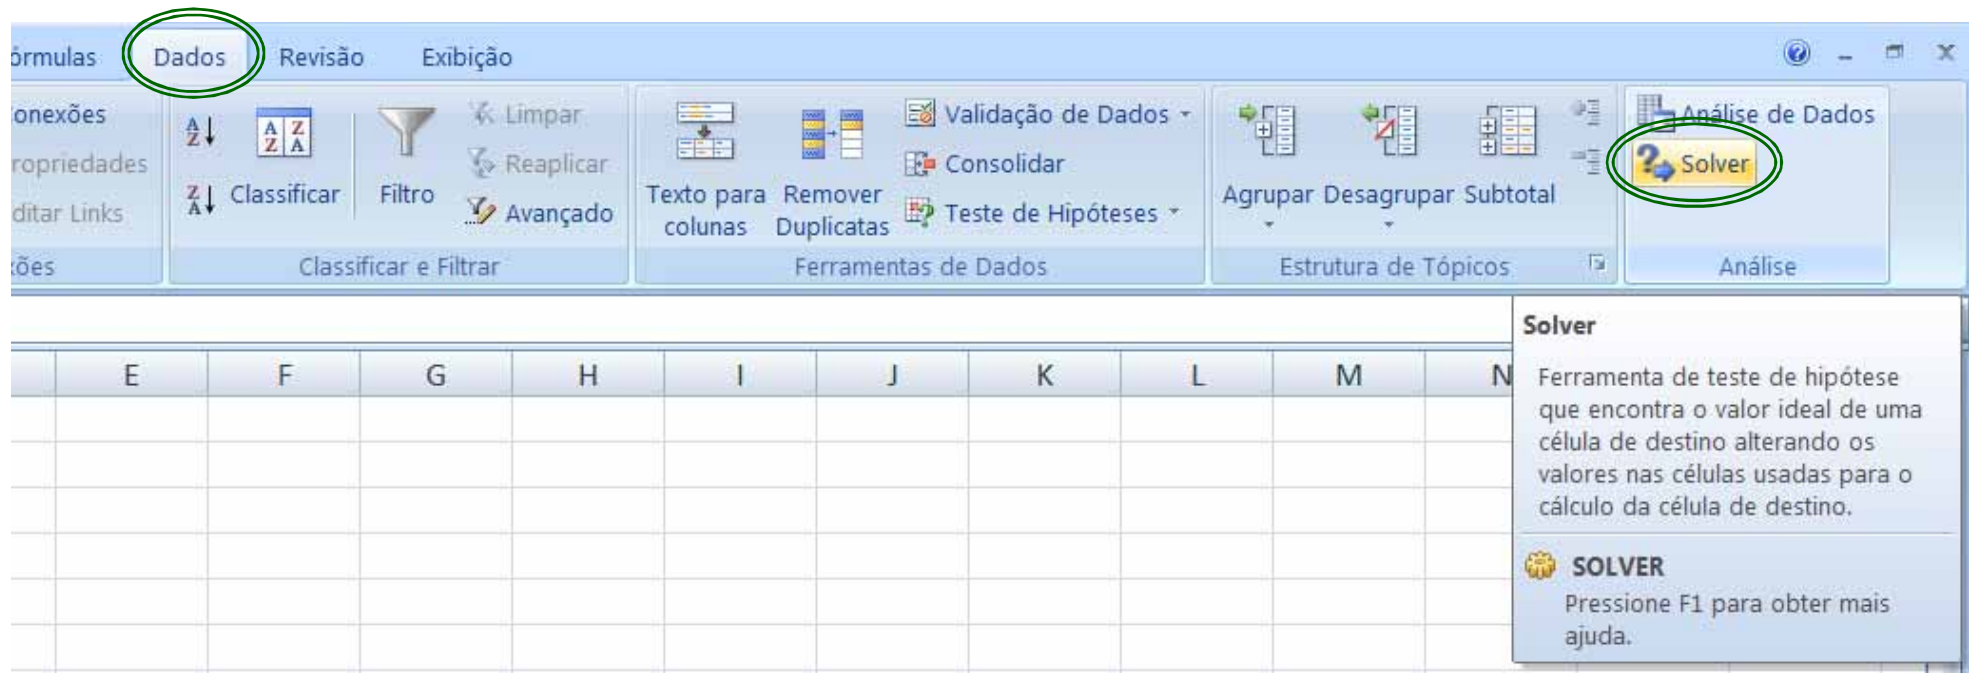 órmulas Dados Revisão Exibição
onexões
ropriedades
ditar Links
ões
Classificar
Filtro
Limpar
Reaplicar
Avançado
Classificar e Filtrar
Texto para
colunas
Remover
Duplicatas
Validação de Dados
Consolidar
Teste de Hipóteses
Ferramentas de Dados
Agrupar Desagrupar Subtotal
Estrutura de Tópicos
Análise de Dados
Solver
Análise
E F G H I J K L M N
Solver
Ferramenta de teste de hipótese
que encontra o valor ideal de uma
célula de destino alterando os
valores nas células usadas para o
cálculo da célula de destino.
SOLVER
Pressione F1 para obter mais
ajuda.